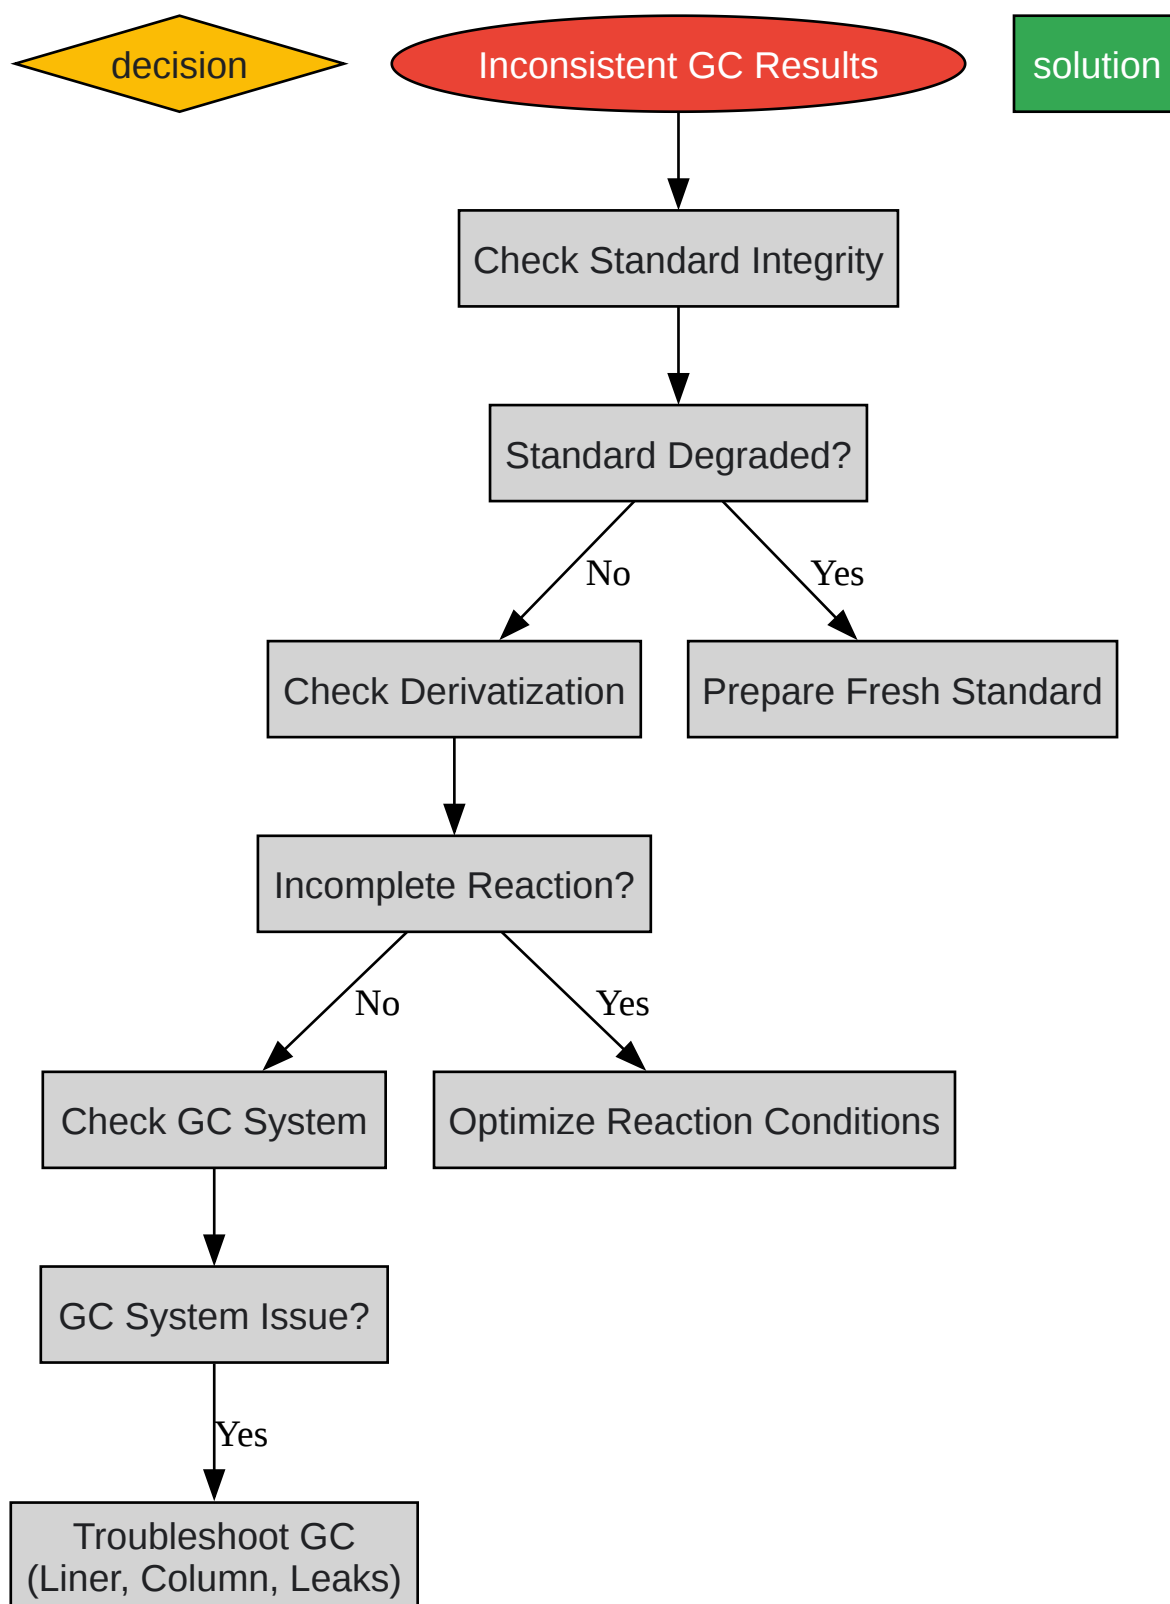 decision
Inconsistent GC Results
solution
Check Standard Integrity
Standard Degraded?
No
Yes
Check Derivatization
Prepare Fresh Standard
Incomplete Reaction?
No
Yes
Check GC System
Optimize Reaction Conditions
GC System Issue?
Yes
Troubleshoot GC
(Liner, Column, Leaks)